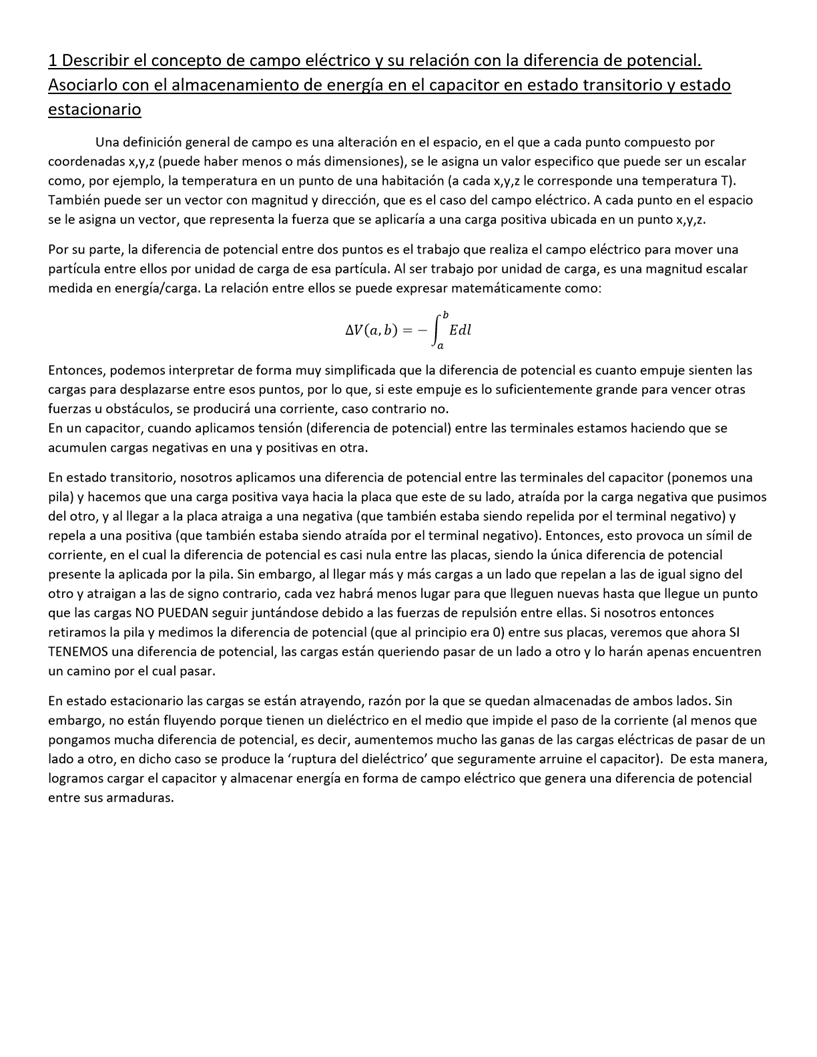 1 Describir el concepto de campo eléctrico y su relación con la diferencia de potencial.
Asociarlo con el almacenamiento de energía en el capacitor en estado transitorio y estado
estacionario
Una definición general de campo es una alteración en el espacio, en el que a cada punto compuesto por
coordenadas x,y,z (puede haber menos o más dimensiones), se le asigna un valor especifico que puede ser un escalar
como, por ejemplo, la temperatura en un punto de una habitación (a cada x,y,z le corresponde una temperatura T).
También puede ser un vector con magnitud y dirección, que es el caso del campo eléctrico. A cada punto en el espacio
se le asigna un vector, que representa la fuerza que se aplicaría a una carga positiva ubicada en un punto x,y,z.
Por su parte, la diferencia de potencial entre dos puntos es el trabajo que realiza el campo eléctrico para mover una
partícula entre ellos por unidad de carga de esa partícula. Al ser trabajo por unidad de carga, es una magnitud escalar
medida en energía/carga. La relación entre ellos se puede expresar matemáticamente como:
ΔV(a, b) = − ∫_a^b Edl
Entonces, podemos interpretar de forma muy simplificada que la diferencia de potencial es cuanto empuje sienten las
cargas para desplazarse entre esos puntos, por lo que, si este empuje es lo suficientemente grande para vencer otras
fuerzas u obstáculos, se producirá una corriente, caso contrario no.
En un capacitor, cuando aplicamos tensión (diferencia de potencial) entre las terminales estamos haciendo que se
acumulen cargas negativas en una y positivas en otra.
En estado transitorio, nosotros aplicamos una diferencia de potencial entre las terminales del capacitor (ponemos una
pila) y hacemos que una carga positiva vaya hacia la placa que este de su lado, atraída por la carga negativa que pusimos
del otro, y al llegar a la placa atraiga a una negativa (que también estaba siendo repelida por el terminal negativo) y
repela a una positiva (que también estaba siendo atraída por el terminal negativo). Entonces, esto provoca un símil de
corriente, en el cual la diferencia de potencial es casi nula entre las placas, siendo la única diferencia de potencial
presente la aplicada por la pila. Sin embargo, al llegar más y más cargas a un lado que repelan a las de igual signo del
otro y atraigan a las de signo contrario, cada vez habrá menos lugar para que lleguen nuevas hasta que llegue un punto
que las cargas NO PUEDAN seguir juntándose debido a las fuerzas de repulsión entre ellas. Si nosotros entonces
retiramos la pila y medimos la diferencia de potencial (que al principio era 0) entre sus placas, veremos que ahora SI
TENEMOS una diferencia de potencial, las cargas están queriendo pasar de un lado a otro y lo harán apenas encuentren
un camino por el cual pasar.
En estado estacionario las cargas se están atrayendo, razón por la que se quedan almacenadas de ambos lados. Sin
embargo, no están fluyendo porque tienen un dieléctrico en el medio que impide el paso de la corriente (al menos que
pongamos mucha diferencia de potencial, es decir, aumentemos mucho las ganas de las cargas eléctricas de pasar de un
lado a otro, en dicho caso se produce la ‘ruptura del dieléctrico’ que seguramente arruine el capacitor).  De esta manera,
logramos cargar el capacitor y almacenar energía en forma de campo eléctrico que genera una diferencia de potencial
entre sus armaduras.